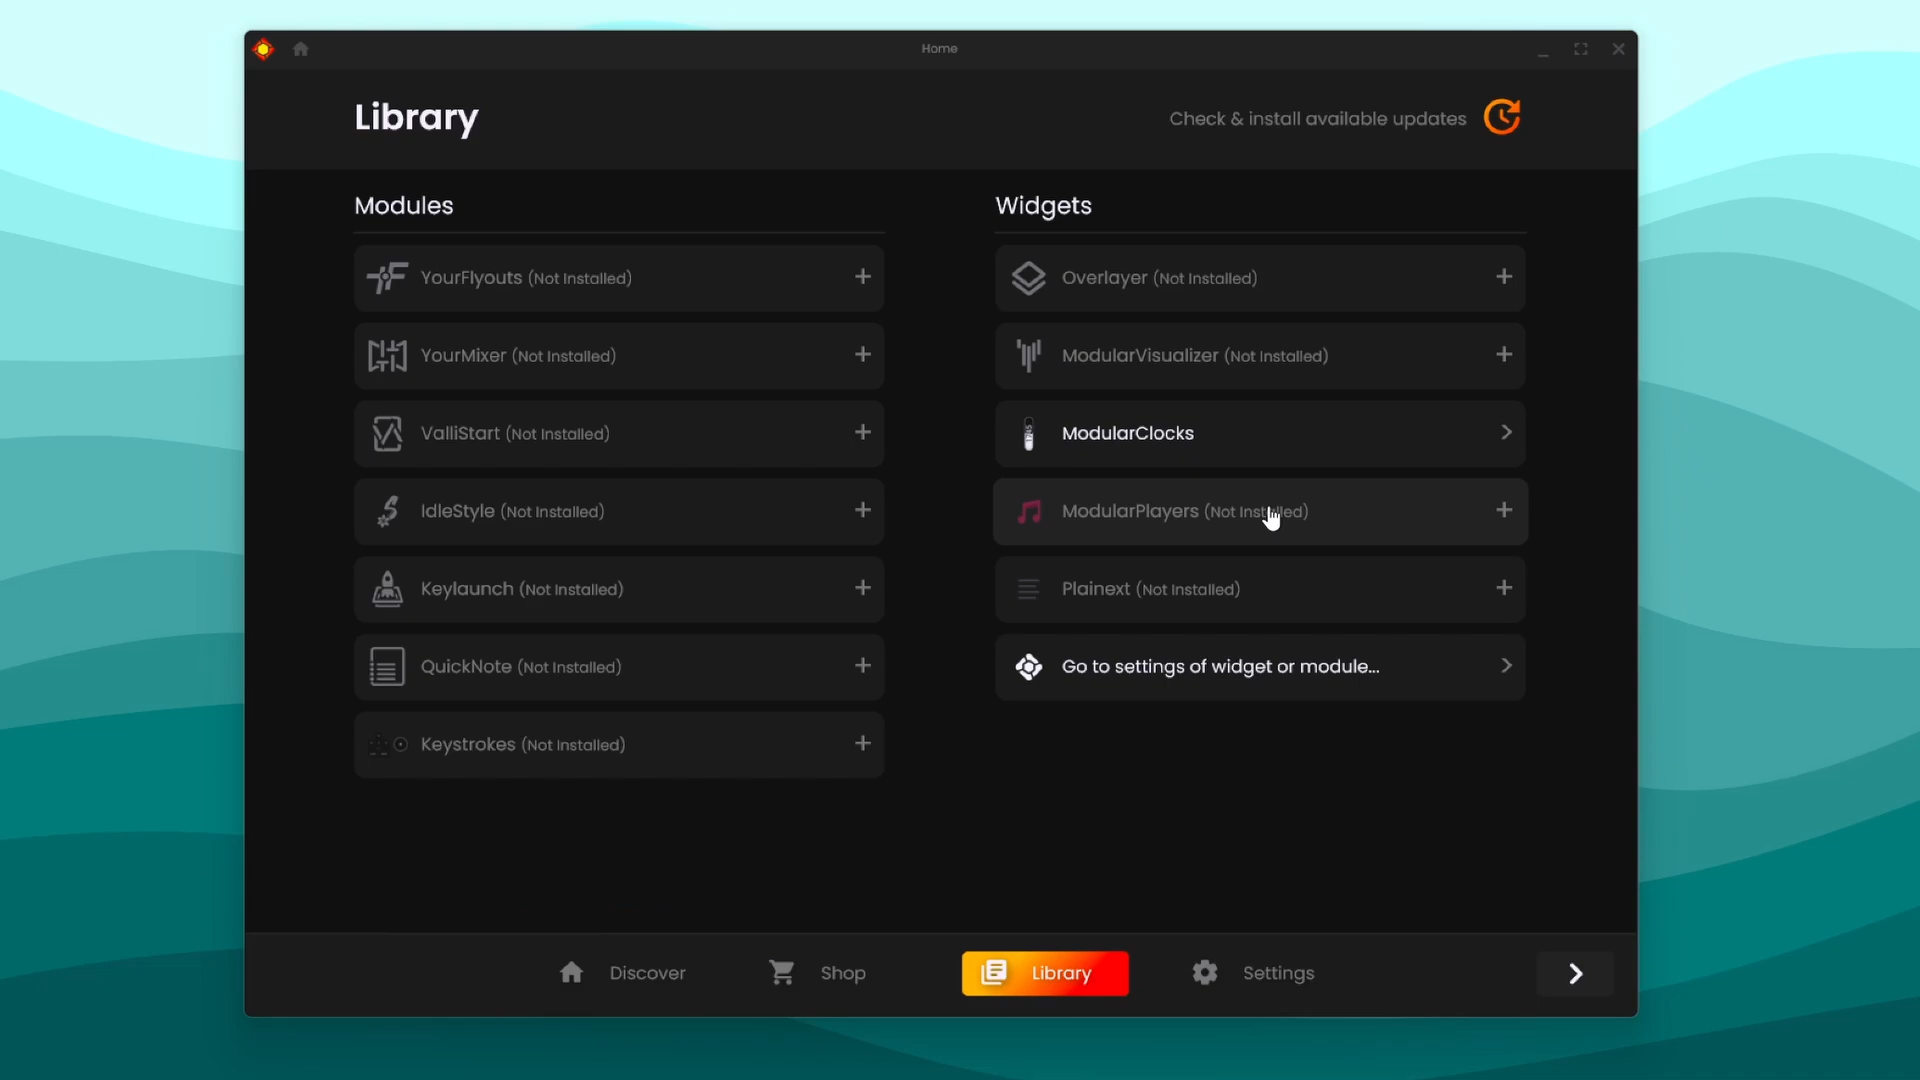 Home
Library
Check & install available updates
Modules
YourFlyouts (Not Installed)
YourMixer (Not Installed)
ValliStart (Not Installed)
IdleStyle (Not Installed)
Keylaunch (Not Installed)
QuickNote (Not Installed)
Keystrokes (Not Installed)
Widgets
Overlayer (Not Installed)
ModularVisualizer (Not Installed)
ModularClocks
ModularPlayers (Not Installed)
Plainext (Not Installed)
Go to settings of widget or module...
Discover
Shop
Library
Settings